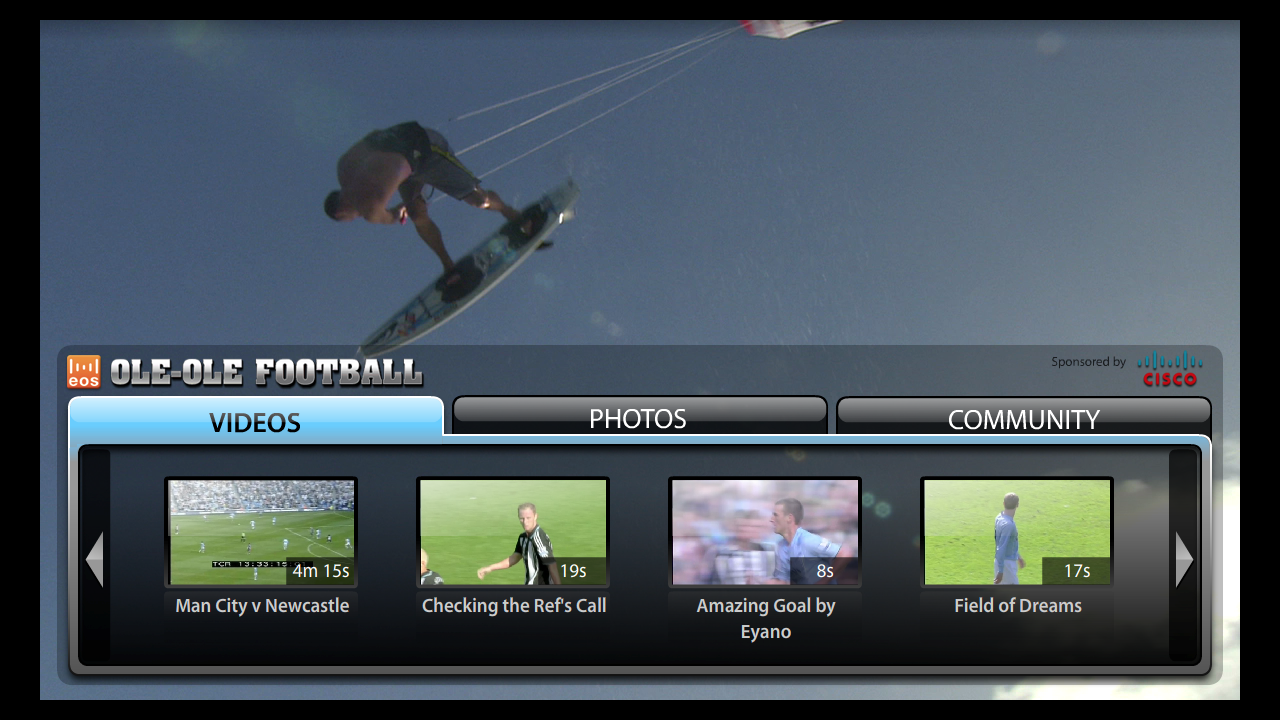 eos
OLE-OLE FOOTBALL
Sponsored by
CISCO
VIDEOS
PHOTOS
COMMUNITY
4m 15s
19s
8s
17s
Man City v Newcastle
Checking the Ref's Call
Amazing Goal by
Eyano
Field of Dreams